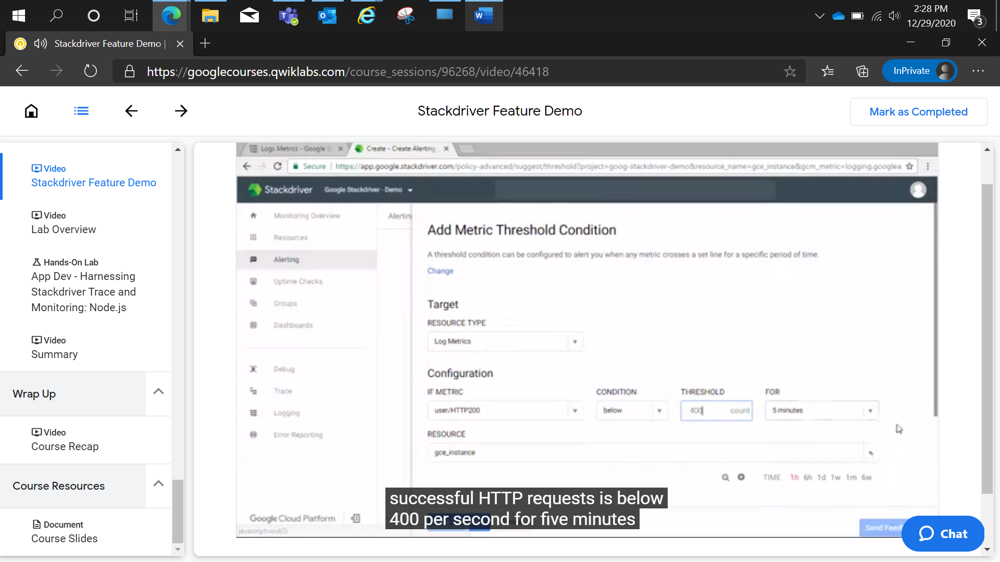 2:28 PM
12/29/2020
3
Stackdriver Feature Demo |
https://googlecourses.qwiklabs.com/course_sessions/96268/video/46418
InPrivate
Stackdriver Feature Demo
Mark as Completed
Video
Stackdriver Feature Demo
Video
Lab Overview
Hands-On Lab
App Dev - Harnessing
Stackdriver Trace and
Monitoring: Node.js
Video
Summary
Wrap Up
Video
Course Recap
Course Resources
Document
Course Slides
Logs Metrics - Google S
Create - Create Alerting
Secure | https://app.google.stackdriver.com/policy-advanced/suggest/threshold?project=goog-stackdriver-demo&resource_name=gce_instance&gcm_metric=logging.googlea
Stackdriver Google Stackdriver - Demo
Monitoring Overview
Resources
Alerting
Uptime Checks
Groups
Dashboards
Debug
Trace
Logging
Error Reporting
Google Cloud Platform
javascript:void(0)
Alerting
Add Metric Threshold Condition
A threshold condition can be configured to alert you when any metric crosses a set line for a specific period of time.
Change
Target
RESOURCE TYPE
Log Metrics
Configuration
IF METRIC CONDITION THRESHOLD FOR
user/HTTP200 below 400 count 5 minutes
RESOURCE
gce_instance
TIME 1h 6h 1d 1w 1m 6w
successful HTTP requests is below
400 per second for five minutes
Send Feed
Chat